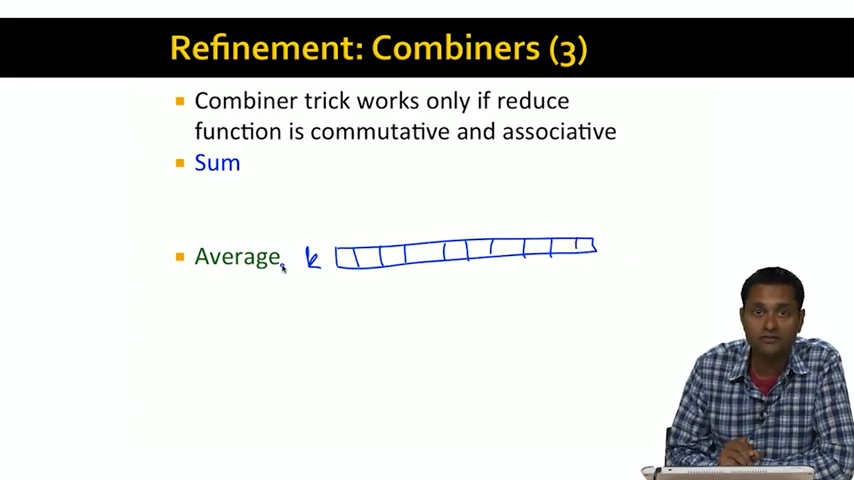 Refinement: Combiners (3)
Combiner trick works only if reduce
function is commutative and associative
Sum
Average k